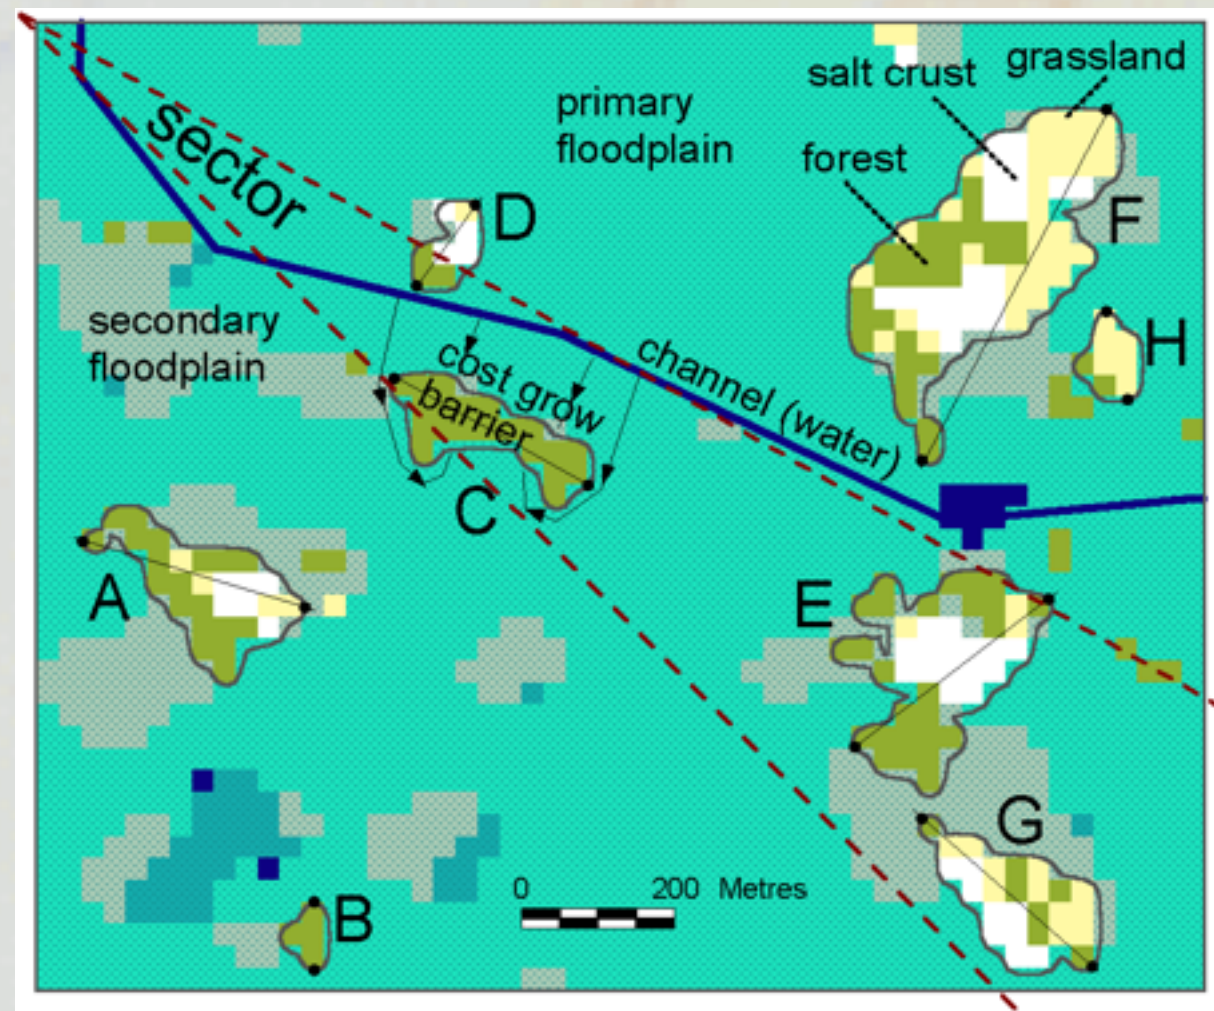 grassland
salt crust
primary
floodplain
forest
sector
D
F
secondary
floodplain
H
channel (water)
cost grow
barrier
C
A
E
G
0 200 Metres
B